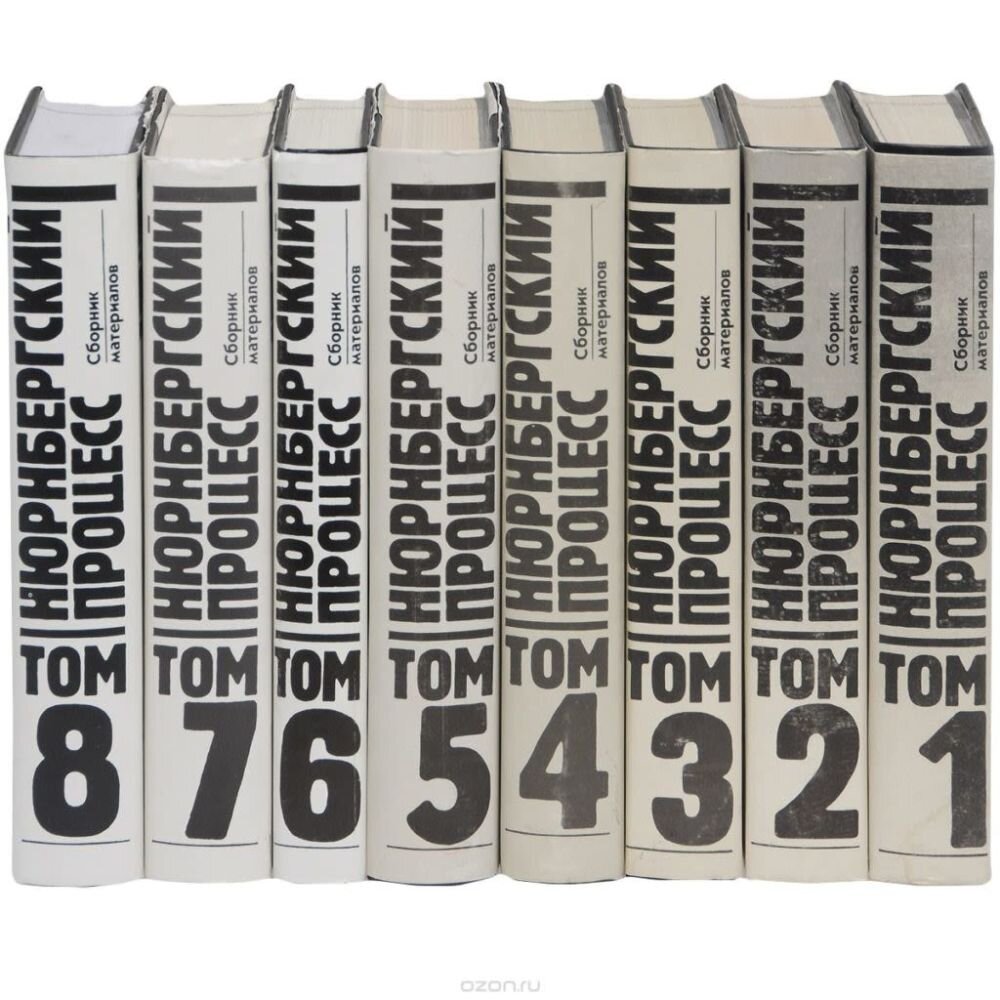 НЮРНБЕРГСКИЙ
ПРОЦЕСС
Сборник
материалов
ТОМ
8
НЮРНБЕРГСКИЙ
ПРОЦЕСС
Сборник
материалов
ТОМ
7
НЮРНБЕРГСКИЙ
ПРОЦЕСС
Сборник
материалов
ТОМ
6
НЮРНБЕРГСКИЙ
ПРОЦЕСС
Сборник
материалов
ТОМ
5
НЮРНБЕРГСКИЙ
ПРОЦЕСС
Сборник
материалов
ТОМ
4
НЮРНБЕРГСКИЙ
ПРОЦЕСС
Сборник
материалов
ТОМ
3
НЮРНБЕРГСКИЙ
ПРОЦЕСС
Сборник
материалов
ТОМ
2
НЮРНБЕРГСКИЙ
ПРОЦЕСС
Сборник
материалов
ТОМ
1
ozon.ru